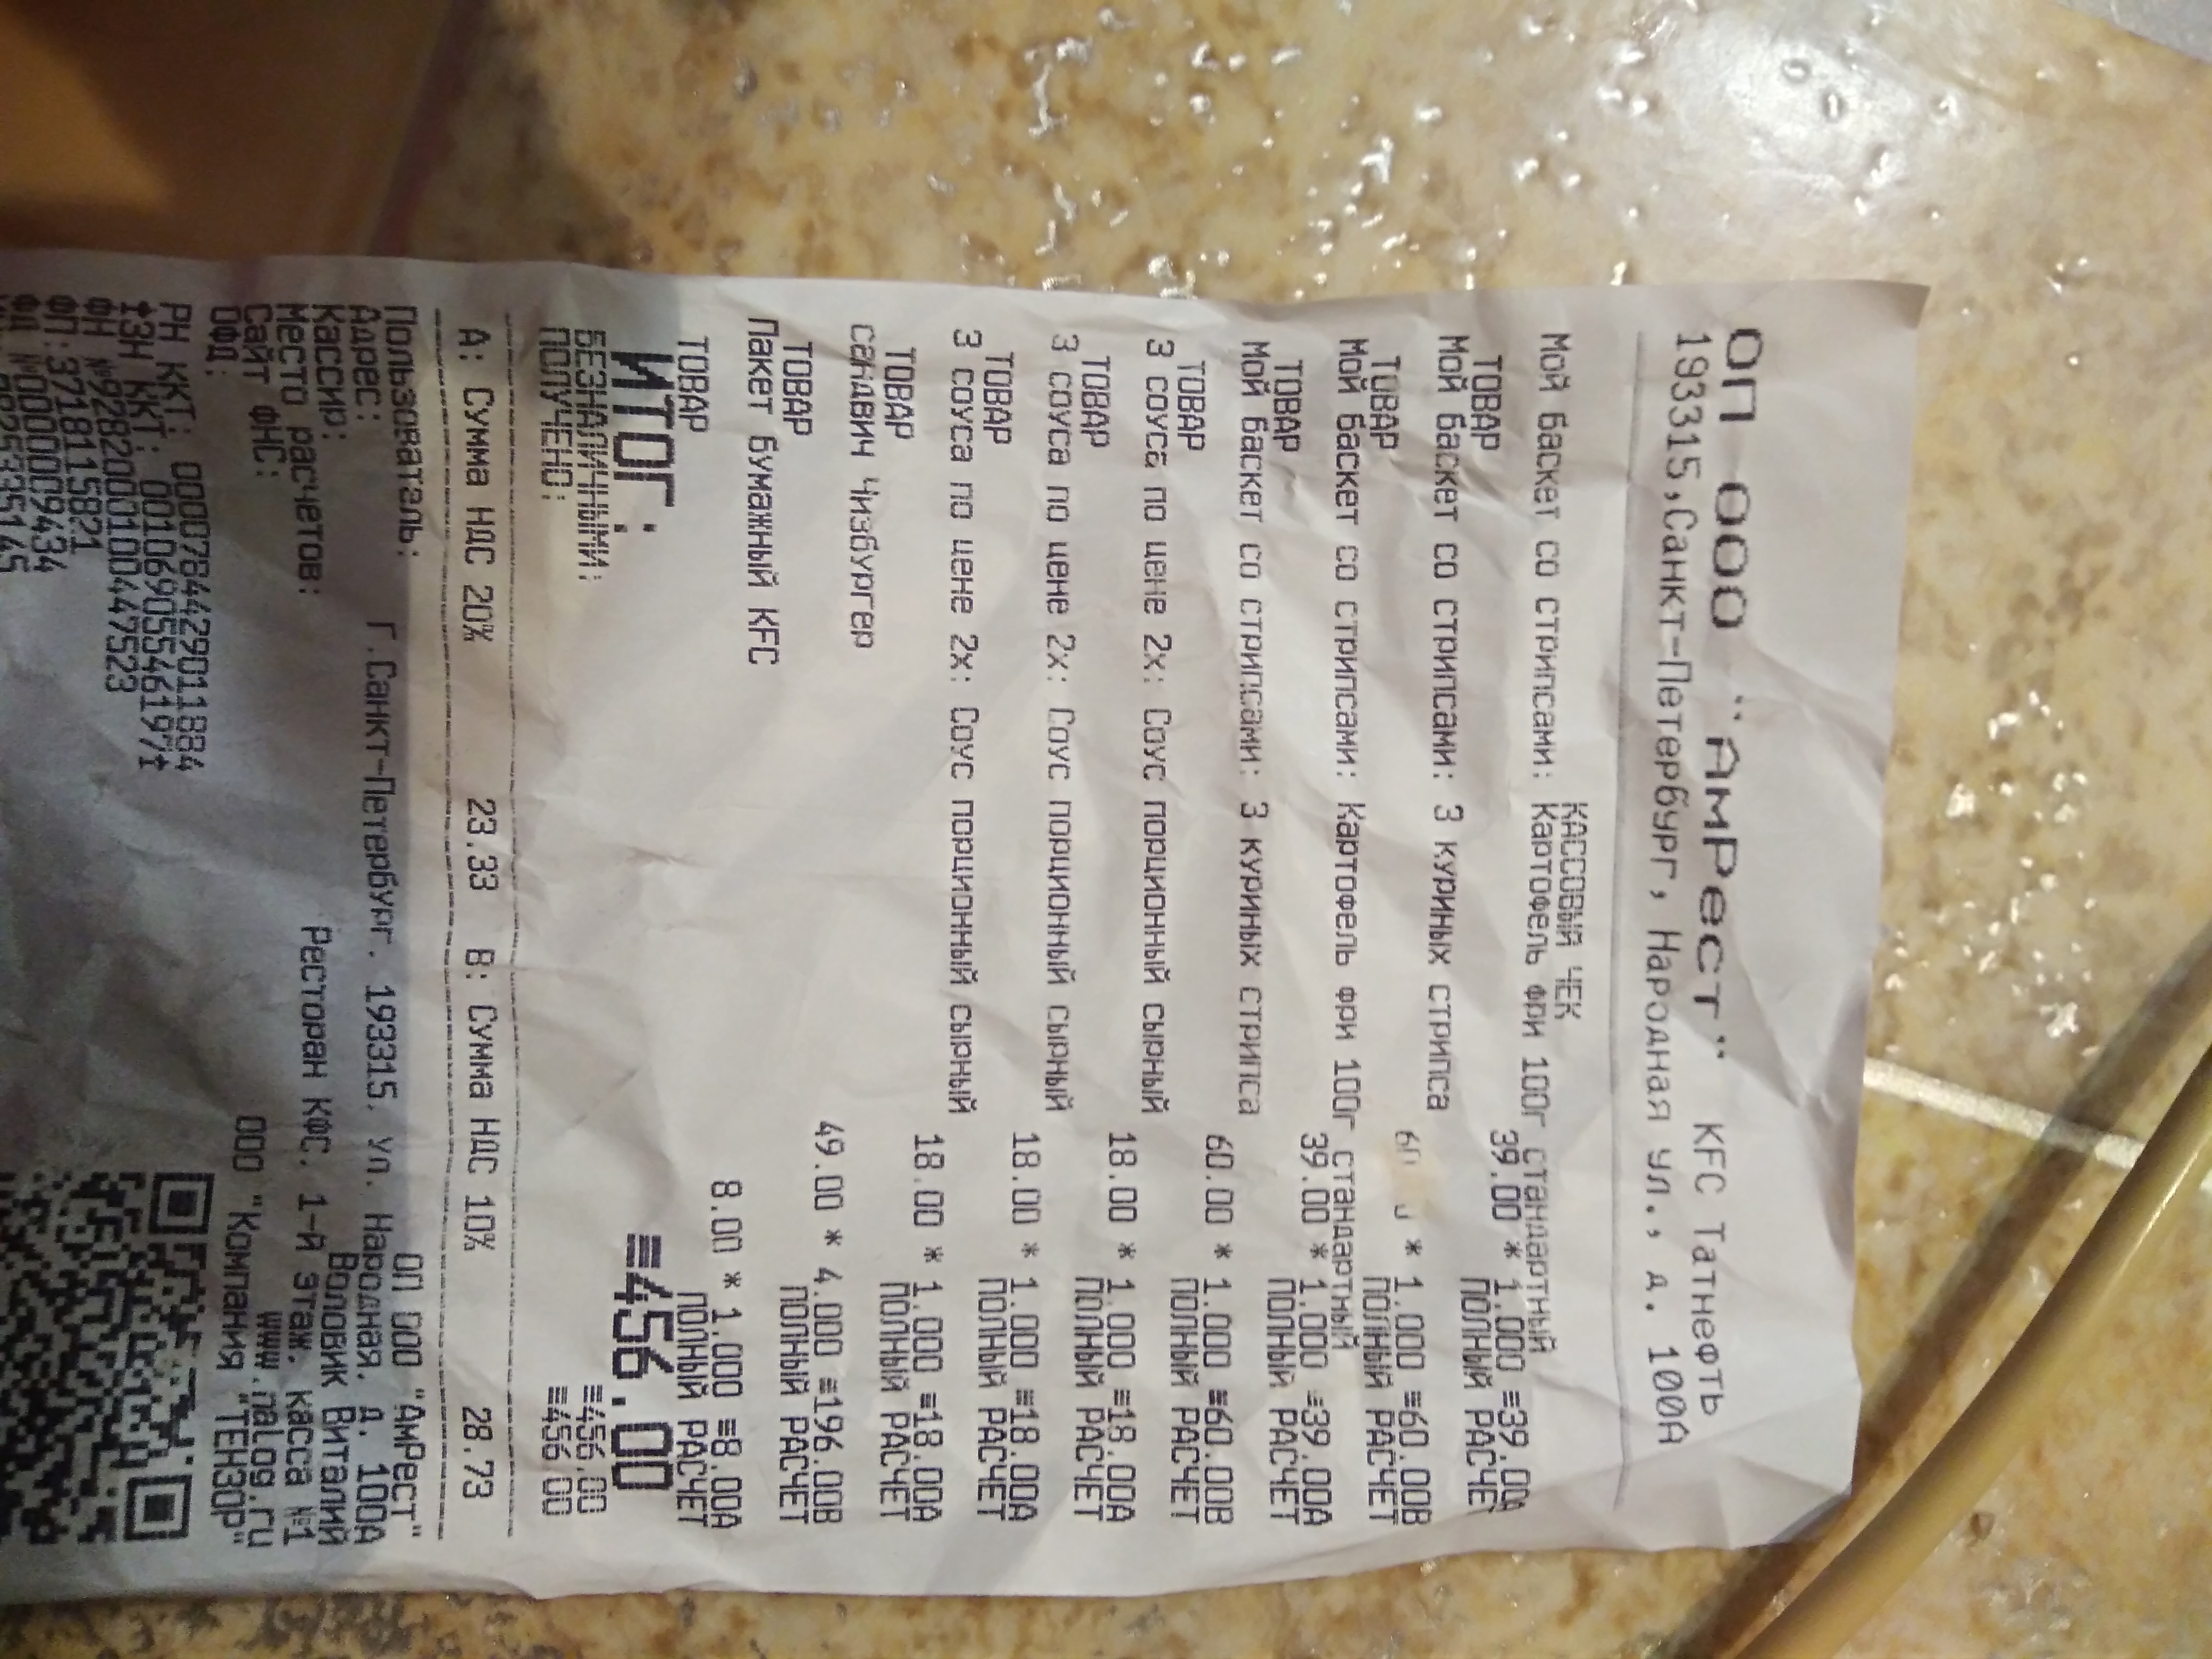 ОП ООО "АмРест" KFC Татнефть
193315,Санкт-Петербург, Народная ул., д. 100А
КАССОВЫЙ ЧЕК
Мой баскет со стрипсами: Картофель фри 100г стандартный
39.00 * 1.000 ≡39.00А
ТОВАР ПОЛНЫЙ РАСЧЕТ
Мой баскет со стрипсами: 3 куриных стрипса
* 1.000 ≡60.00В
ТОВАР ПОЛНЫЙ РАСЧЕТ
Мой баскет со стрипсами: Картофель фри 100г стандартный
39.00 * 1.000 ≡39.00А
ТОВАР ПОЛНЫЙ РАСЧЕТ
Мой баскет со стрипсами: 3 куриных стрипса
60.00 * 1.000 ≡60.00В
ТОВАР ПОЛНЫЙ РАСЧЕТ
3 соуса по цене 2х: Соус порционный сырный
18.00 * 1.000 ≡18.00А
ТОВАР ПОЛНЫЙ РАСЧЕТ
3 соуса по цене 2х: Соус порционный сырный
18.00 * 1.000 ≡18.00А
ТОВАР ПОЛНЫЙ РАСЧЕТ
3 соуса по цене 2х: Соус порционный сырный
18.00 * 1.000 ≡18.00А
ТОВАР ПОЛНЫЙ РАСЧЕТ
сандвич Чизбургер
49.00 * 4.000 ≡196.00В
ТОВАР ПОЛНЫЙ РАСЧЕТ
Пакет бумажный KFC
8.00 * 1.000 ≡8.00А
ТОВАР ПОЛНЫЙ РАСЧЕТ
ИТОГ: ≡456.00
БЕЗНАЛИЧНЫМИ: ≡456.00
ПОЛУЧЕНО: ≡456.00
А: Сумма НДС 20% 23.33 В: Сумма НДС 10% 28.73
Пользователь: ОП ООО "АмРест"
Адрес: Г.Санкт-Петербург. 193315. ул. Народная. д. 100А
Кассир: Воловик Виталий
Место расчетов: Ресторан КФС. 1-й этаж. касса №1
Сайт ФНС: www.nalog.ru
ОФД: ООО "Компания "ТЕНЗОР"
РН ККТ: 0000784429011884
ЗН ККТ: 00106905546197
ФН №9282000100447523
ФП:3718115821
ФД №0000009434